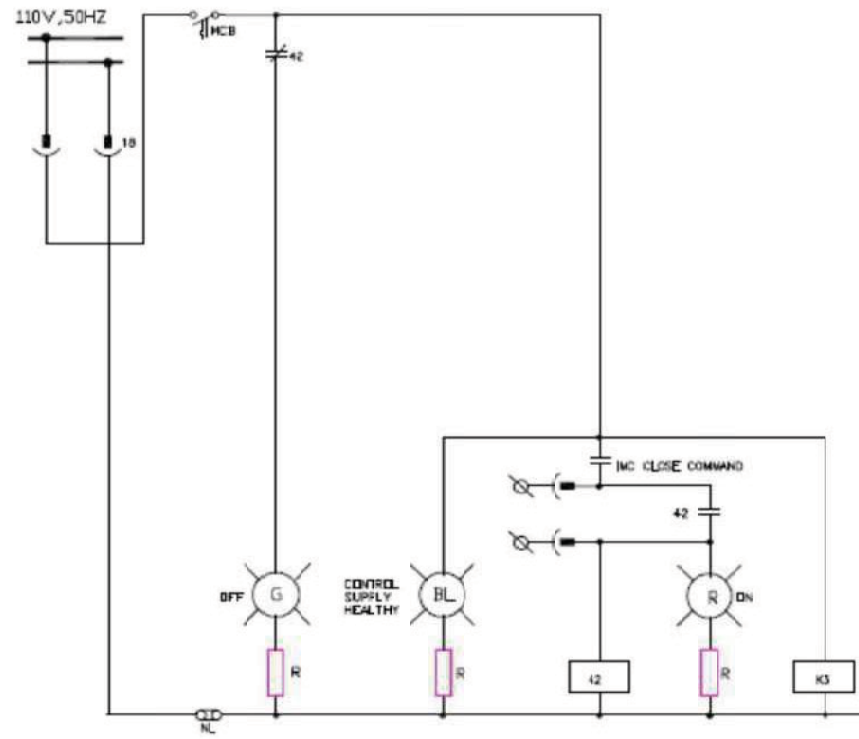 110V,50HZ
MCB
42
18
IMC CLOSE COMMAND
42
OFF
G
CONTROL
SUPPLY
HEALTHY
BL
R
ON
R
R
42
R
K3
NL